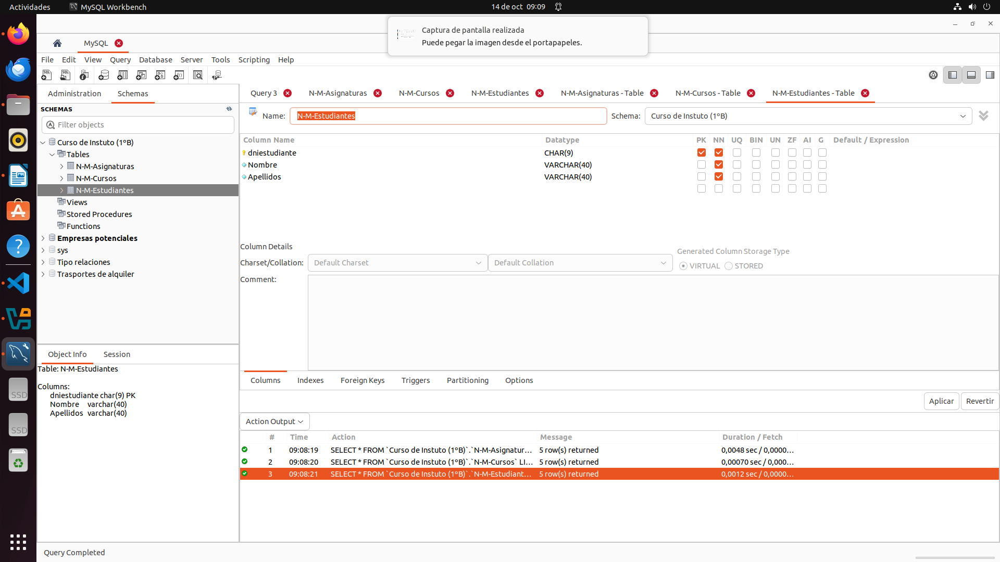 Actividades MySQL Workbench 14 de oct 09:09
Captura de pantalla realizada
Puede pegar la imagen desde el portapapeles.
MySQL
File Edit View Query Database Server Tools Scripting Help
Administration Schemas
Query 3 N-M-Asignaturas N-M-Cursos N-M-Estudiantes N-M-Asignaturas - Table N-M-Cursos - Table N-M-Estudiantes - Table
SCHEMAS
Filter objects
Curso de Instuto (1ºB)
Tables
N-M-Asignaturas
N-M-Cursos
N-M-Estudiantes
Views
Stored Procedures
Functions
Empresas potenciales
sys
Tipo relaciones
Trasportes de alquiler
Name: N-M-Estudiantes Schema: Curso de Instuto (1ºB)
Column Name Datatype PK NN UQ BIN UN ZF AI G Default / Expression
dniestudiante CHAR(9)
Nombre VARCHAR(40)
Apellidos VARCHAR(40)
Column Details
Generated Column Storage Type
Charset/Collation: Default Charset Default Collation
VIRTUAL STORED
Comment:
Columns Indexes Foreign Keys Triggers Partitioning Options
Aplicar Revertir
Object Info Session
Table: N-M-Estudiantes
Columns:
dniestudiante char(9) PK
Nombre varchar(40)
Apellidos varchar(40)
Action Output
# Time Action Message Duration / Fetch
1 09:08:19 SELECT * FROM `Curso de Instuto (1ºB)`.`N-M-Asignatur… 5 row(s) returned 0,0048 sec / 0,0000…
2 09:08:20 SELECT * FROM `Curso de Instuto (1ºB)`.`N-M-Cursos` LI… 5 row(s) returned 0,00070 sec / 0,000…
3 09:08:21 SELECT * FROM `Curso de Instuto (1ºB)`.`N-M-Estudiant… 5 row(s) returned 0,0012 sec / 0,0000…
SSD
SSD
Query Completed